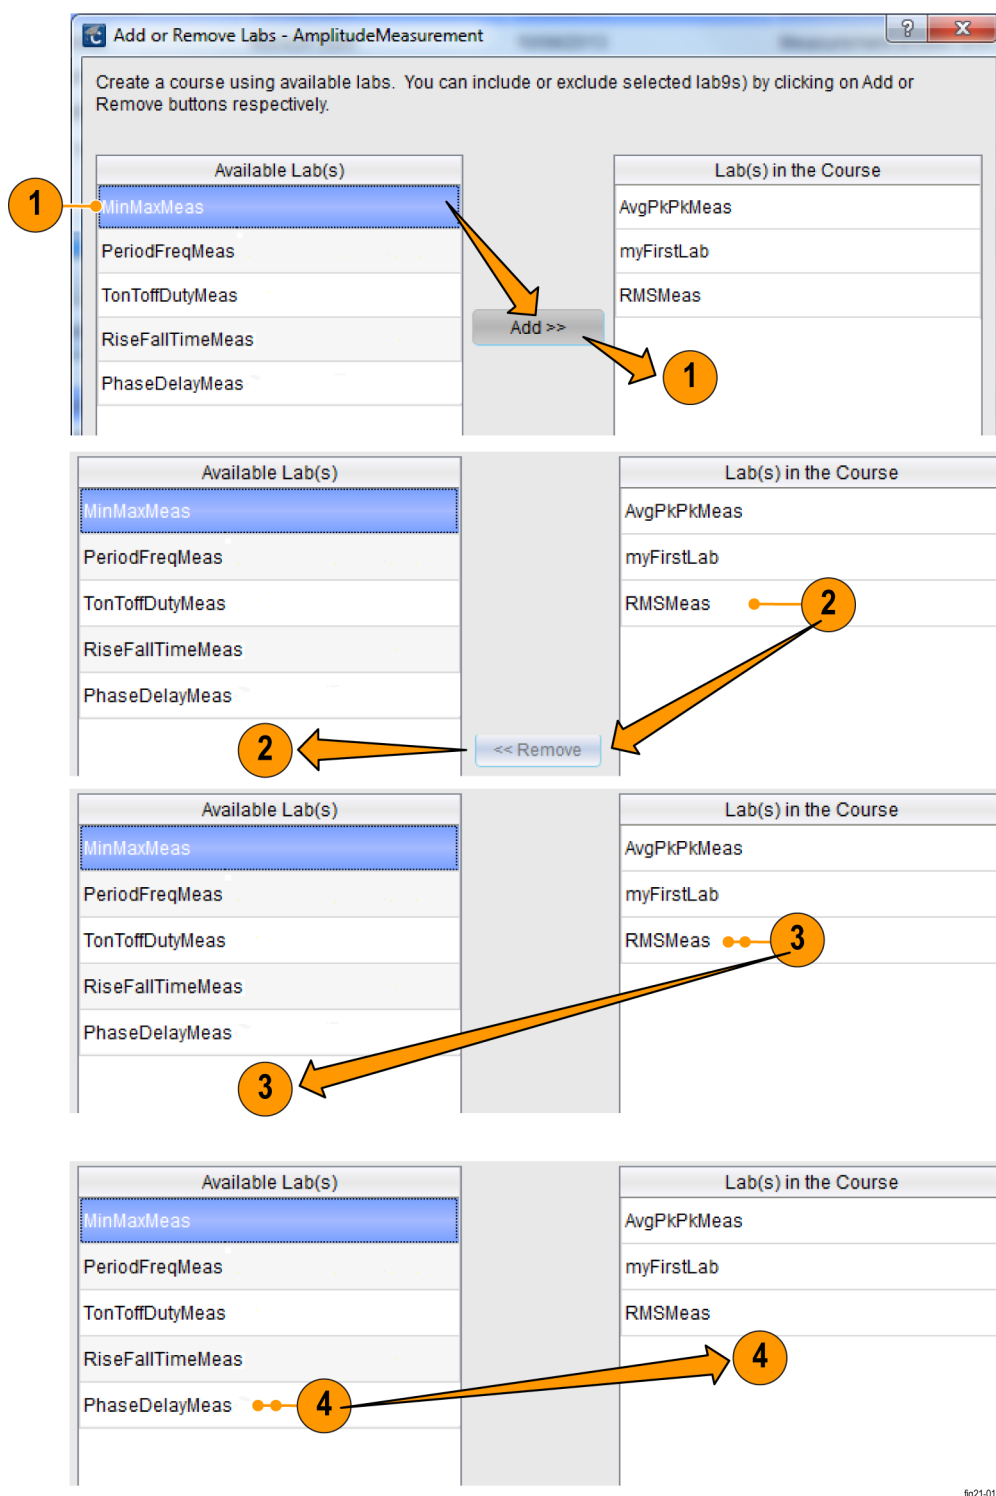 Add or Remove Labs - AmplitudeMeasurement
?
X
Create a course using available labs. You can include or exclude selected lab9s) by clicking on Add or
Remove buttons respectively.
Available Lab(s)
Lab(s) in the Course
1
MinMaxMeas
AvgPkPkMeas
PeriodFreqMeas
myFirstLab
TonToffDutyMeas
RMSMeas
Add >>
RiseFallTimeMeas
1
PhaseDelayMeas
Available Lab(s)
Lab(s) in the Course
MinMaxMeas
AvgPkPkMeas
PeriodFreqMeas
myFirstLab
TonToffDutyMeas
RMSMeas
2
RiseFallTimeMeas
PhaseDelayMeas
2
<< Remove
Available Lab(s)
Lab(s) in the Course
MinMaxMeas
AvgPkPkMeas
PeriodFreqMeas
myFirstLab
TonToffDutyMeas
RMSMeas
3
RiseFallTimeMeas
PhaseDelayMeas
3
Available Lab(s)
Lab(s) in the Course
MinMaxMeas
AvgPkPkMeas
PeriodFreqMeas
myFirstLab
TonToffDutyMeas
RMSMeas
RiseFallTimeMeas
4
PhaseDelayMeas
4
fig21-01